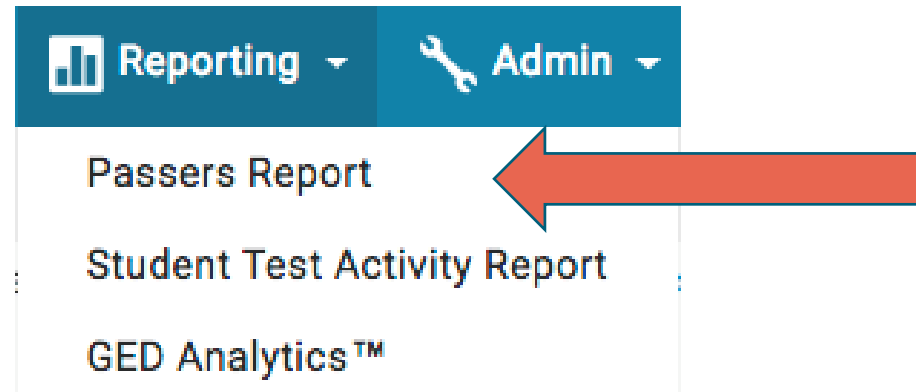 Reporting Admin
Passers Report
Student Test Activity Report
GED Analytics™